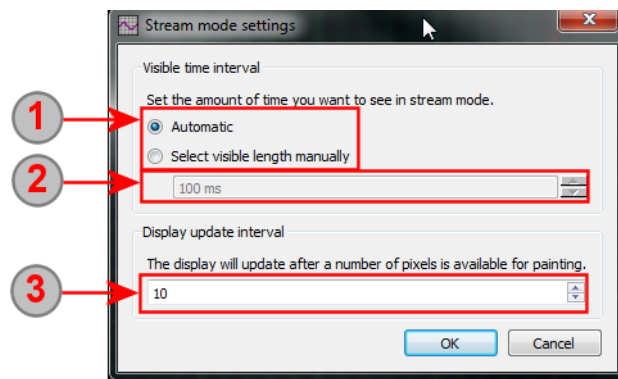 Stream mode settings
x
Visible time interval
Set the amount of time you want to see in stream mode.
1
Automatic
Select visible length manually
2
100 ms
Display update interval
The display will update after a number of pixels is available for painting.
3
10
OK
Cancel